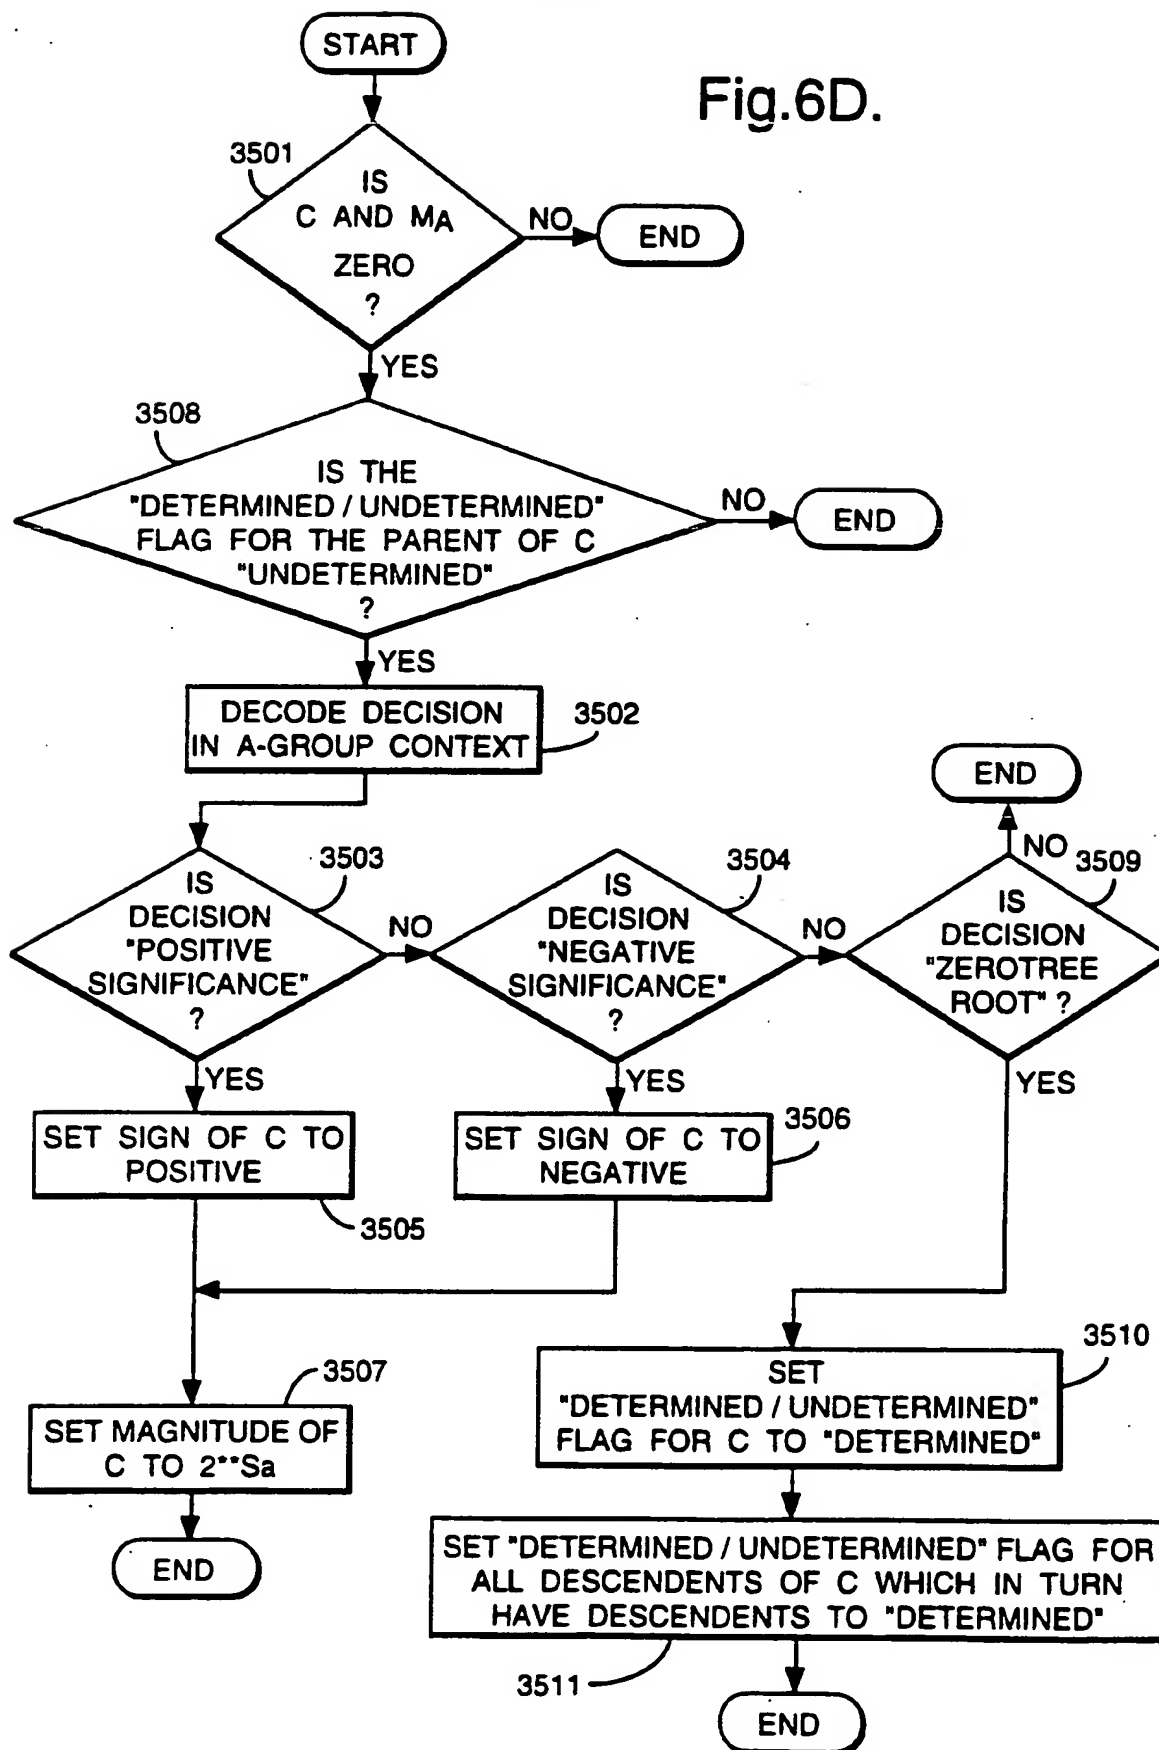 START
Fig.6D.
3501
IS
C AND MA
ZERO
?
NO
END
YES
3508
IS THE
"DETERMINED / UNDETERMINED"
FLAG FOR THE PARENT OF C
"UNDETERMINED"
?
NO
END
YES
DECODE DECISION
IN A-GROUP CONTEXT
3502
END
3503
IS
DECISION
"POSITIVE
SIGNIFICANCE"
?
NO
3504
IS
DECISION
"NEGATIVE
SIGNIFICANCE"
?
NO
NO
3509
IS
DECISION
"ZEROTREE
ROOT" ?
YES
YES
YES
SET SIGN OF C TO
POSITIVE
3505
SET SIGN OF C TO
NEGATIVE
3506
3507
SET MAGNITUDE OF
C TO 2**Sa
END
3510
SET
"DETERMINED / UNDETERMINED"
FLAG FOR C TO "DETERMINED"
SET "DETERMINED / UNDETERMINED" FLAG FOR
ALL DESCENDENTS OF C WHICH IN TURN
HAVE DESCENDENTS TO "DETERMINED"
3511
END